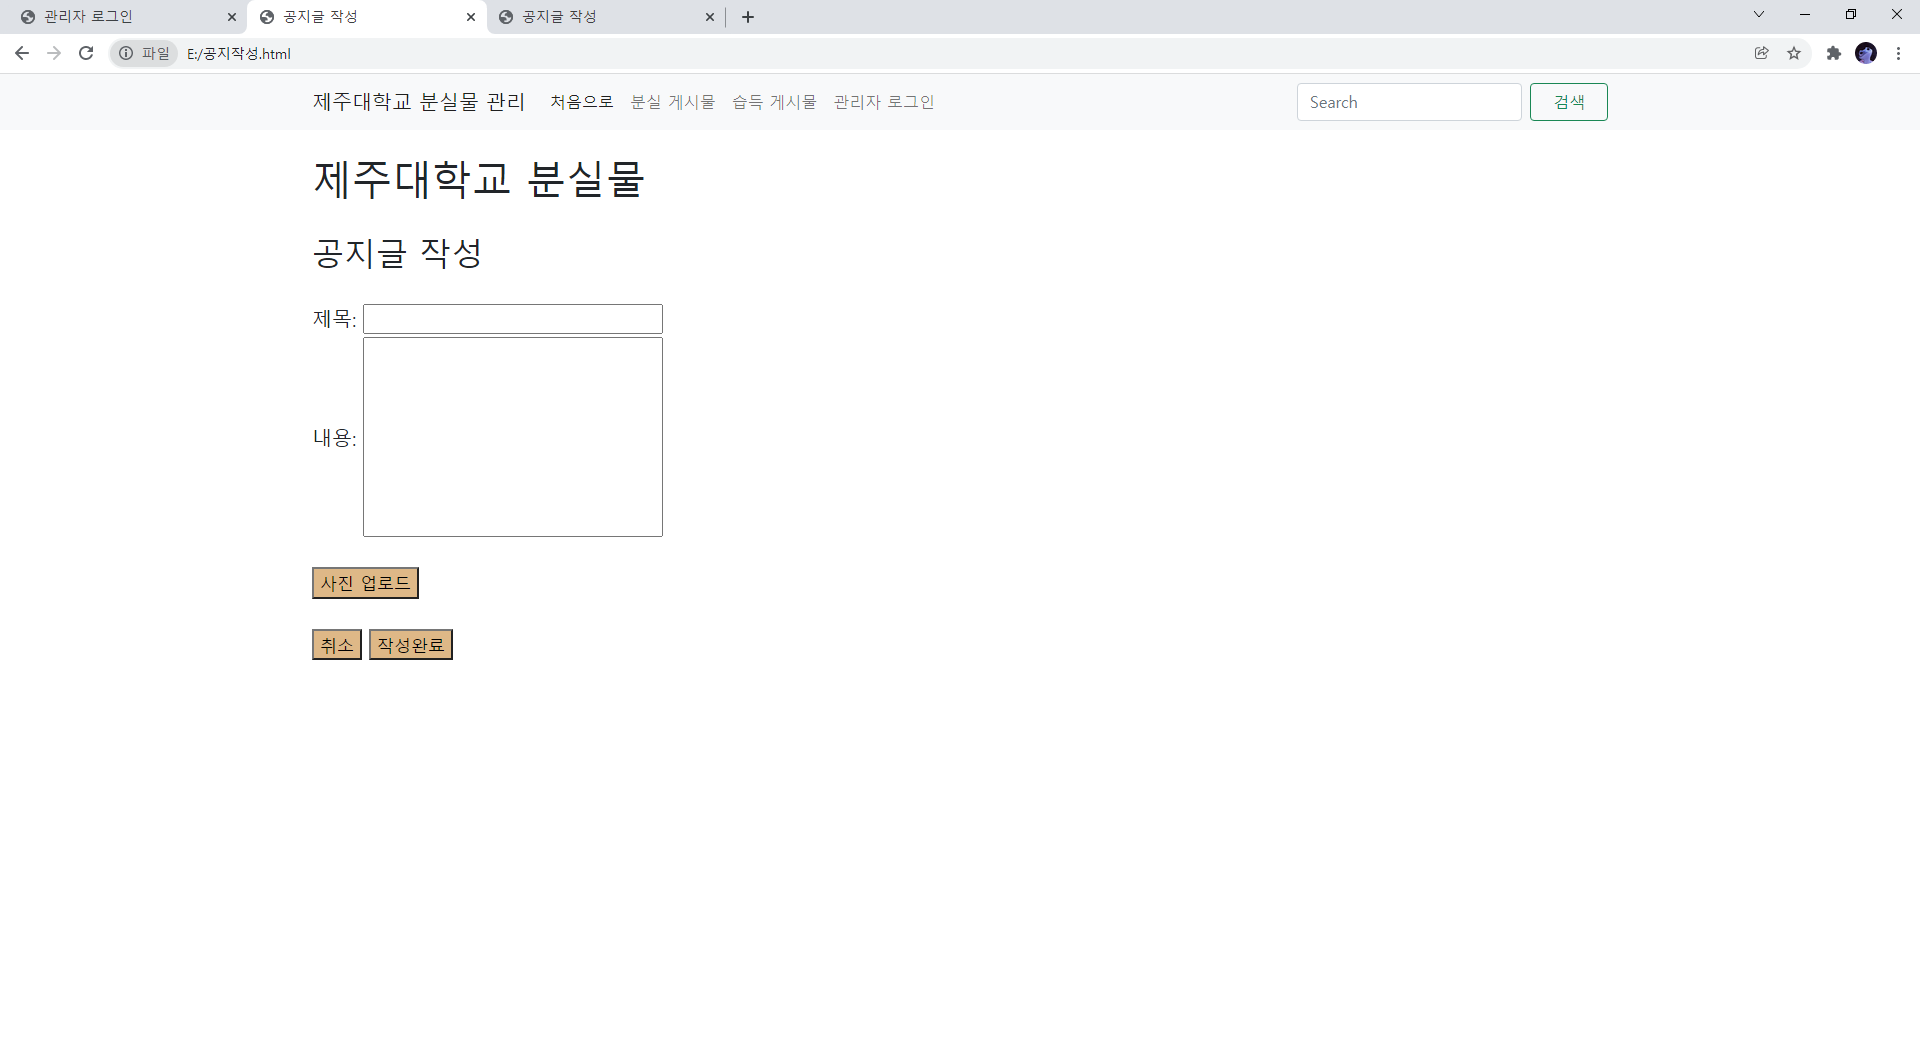 관리자 로그인
공지글 작성
공지글 작성
파일 E:/공지작성.html
제주대학교 분실물 관리 처음으로 분실 게시물 습득 게시물 관리자 로그인 Search 검색
제주대학교 분실물
공지글 작성
제목:
내용:
사진 업로드
취소 작성완료